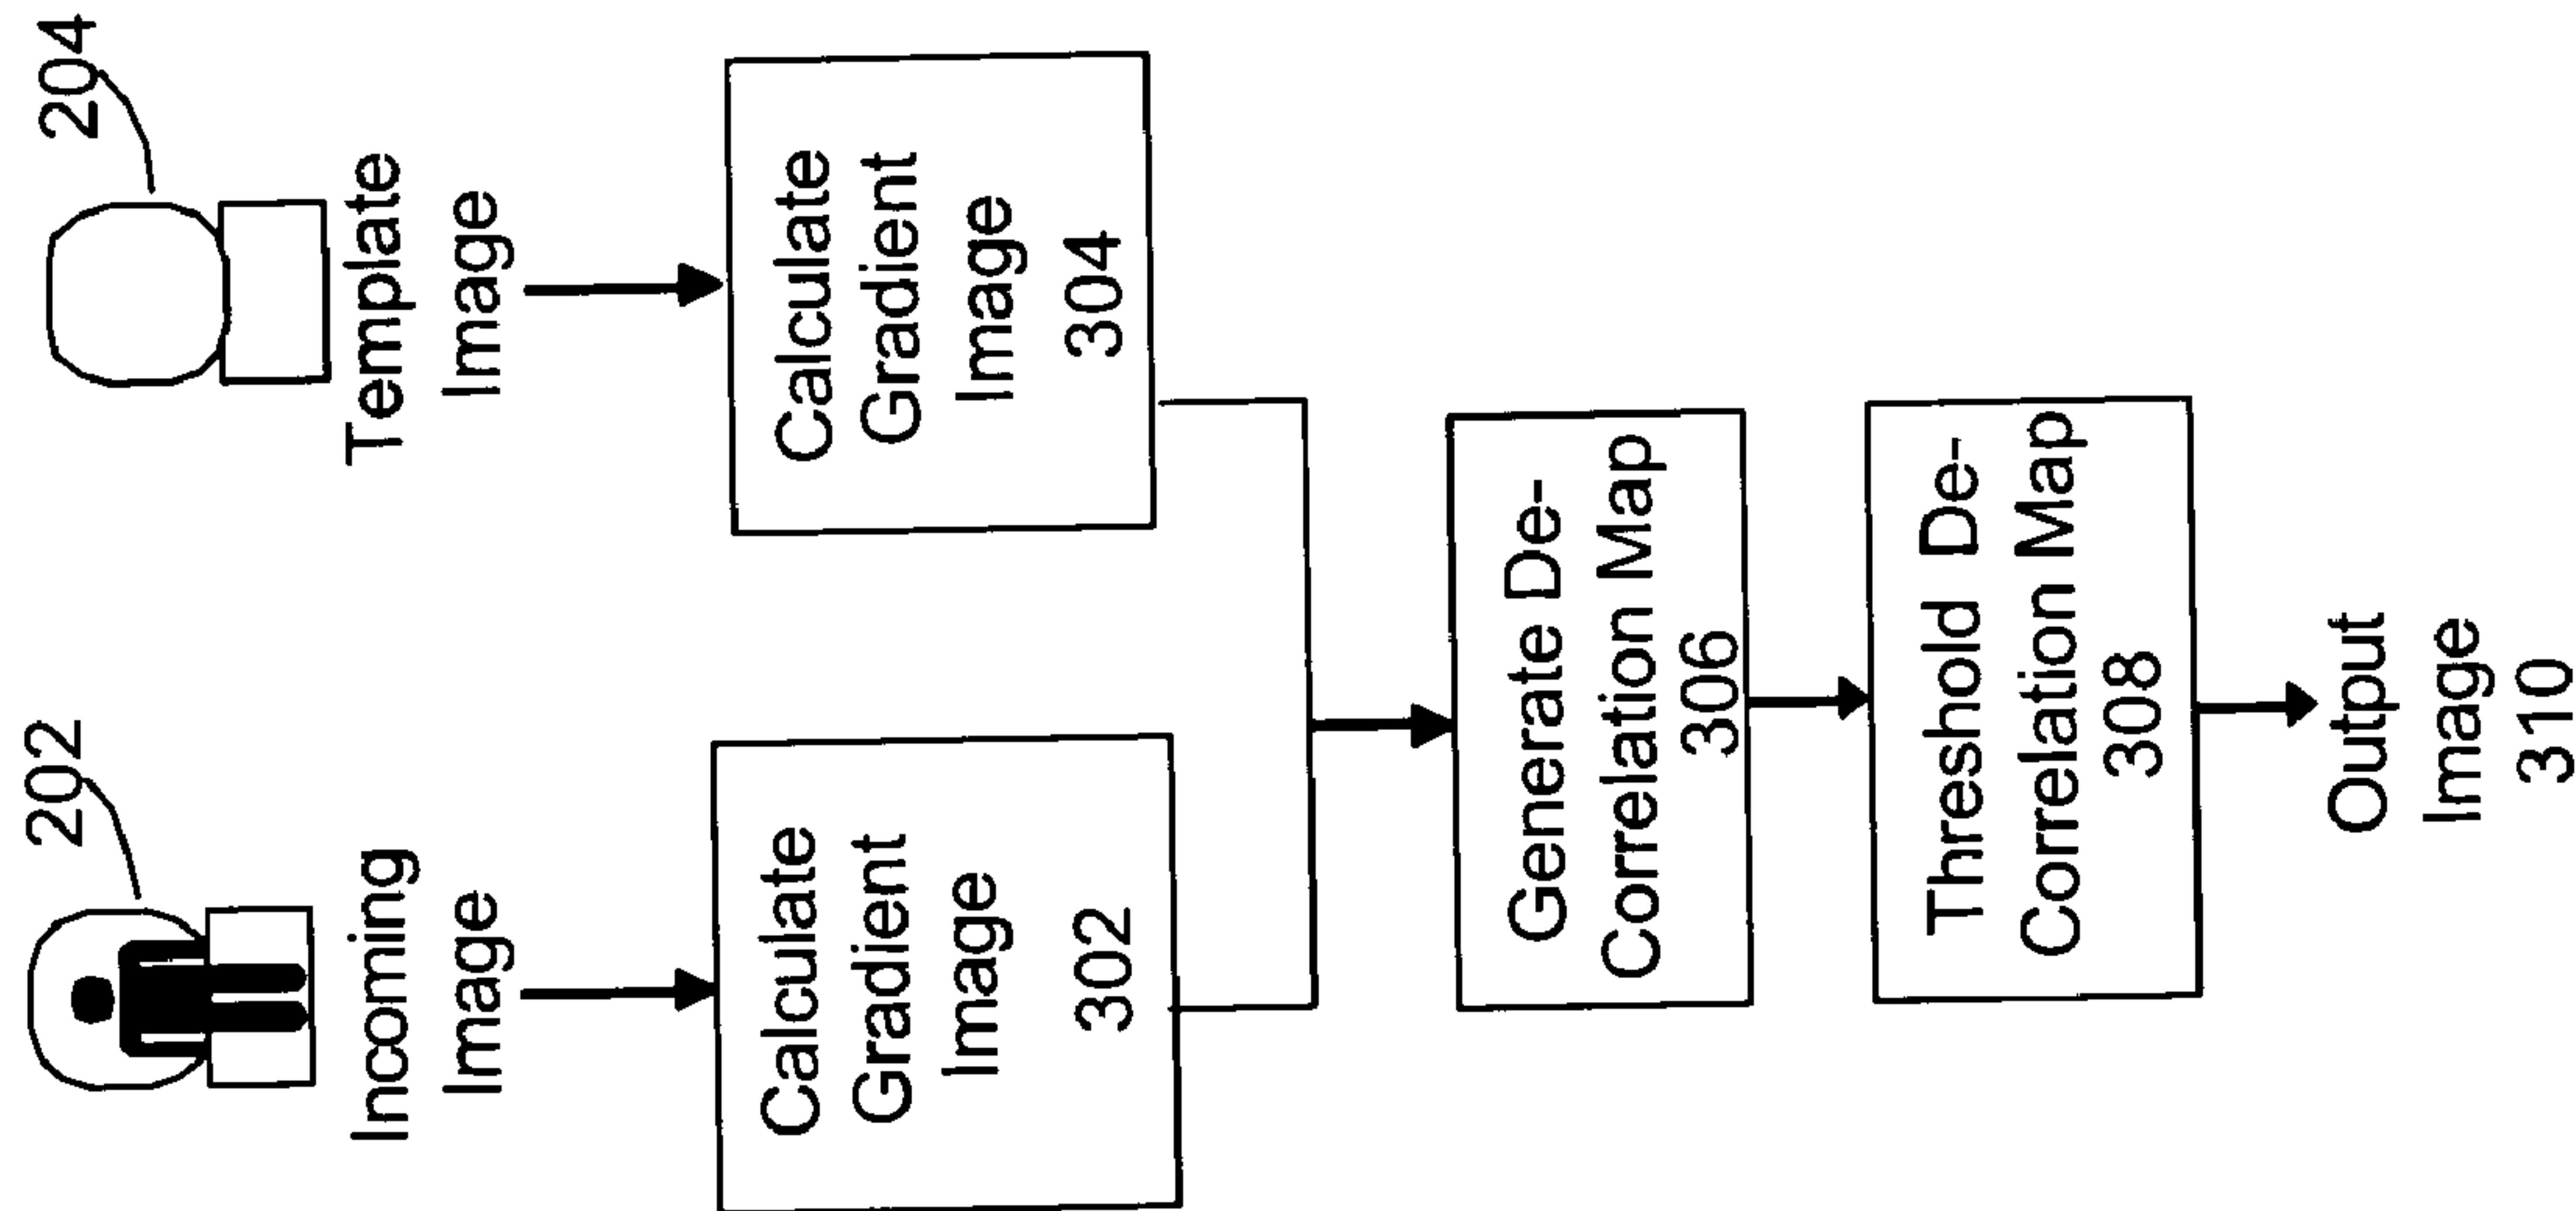 202
Incoming
Image
204
Template
Image
Calculate
Gradient
Image
302
Calculate
Gradient
Image
304
Generate De-
Correlation Map
306
Threshold De-
Correlation Map
308
Output
Image
310